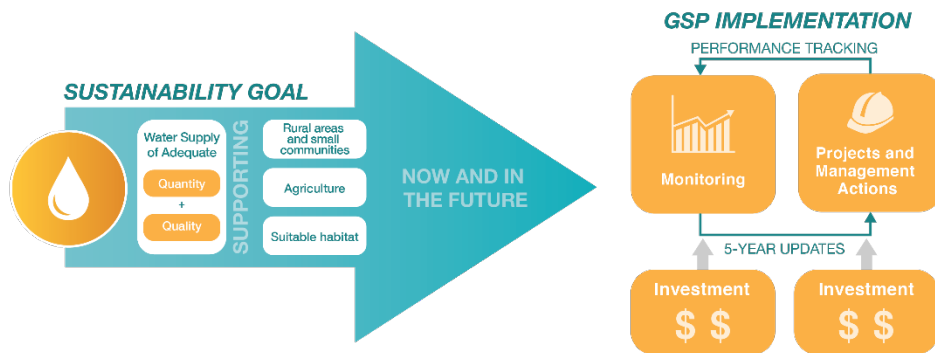 SUSTAINABILITY GOAL
Water Supply
of Adequate
Quantity
+
Quality
SUPPORTING
Rural areas
and small
communities
Agriculture
Suitable habitat
NOW AND IN
THE FUTURE
GSP IMPLEMENTATION
PERFORMANCE TRACKING
Monitoring
Projects and
Management
Actions
5-YEAR UPDATES
Investment
$ $
Investment
$ $